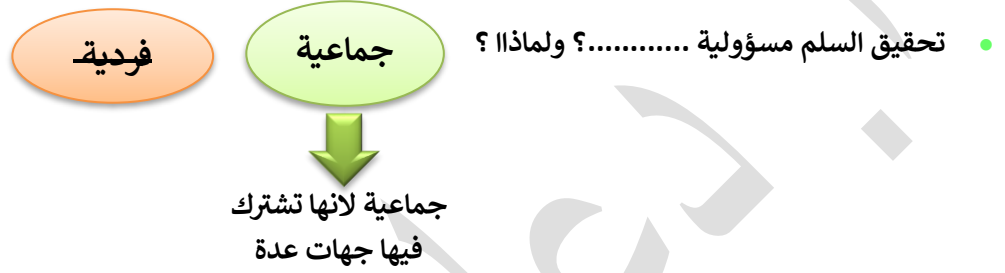 • تحقيق السلم مسؤولية ............؟ ولماذاا ؟
جماعية
فردية
جماعية لانها تشترك
فيها جهات عدة